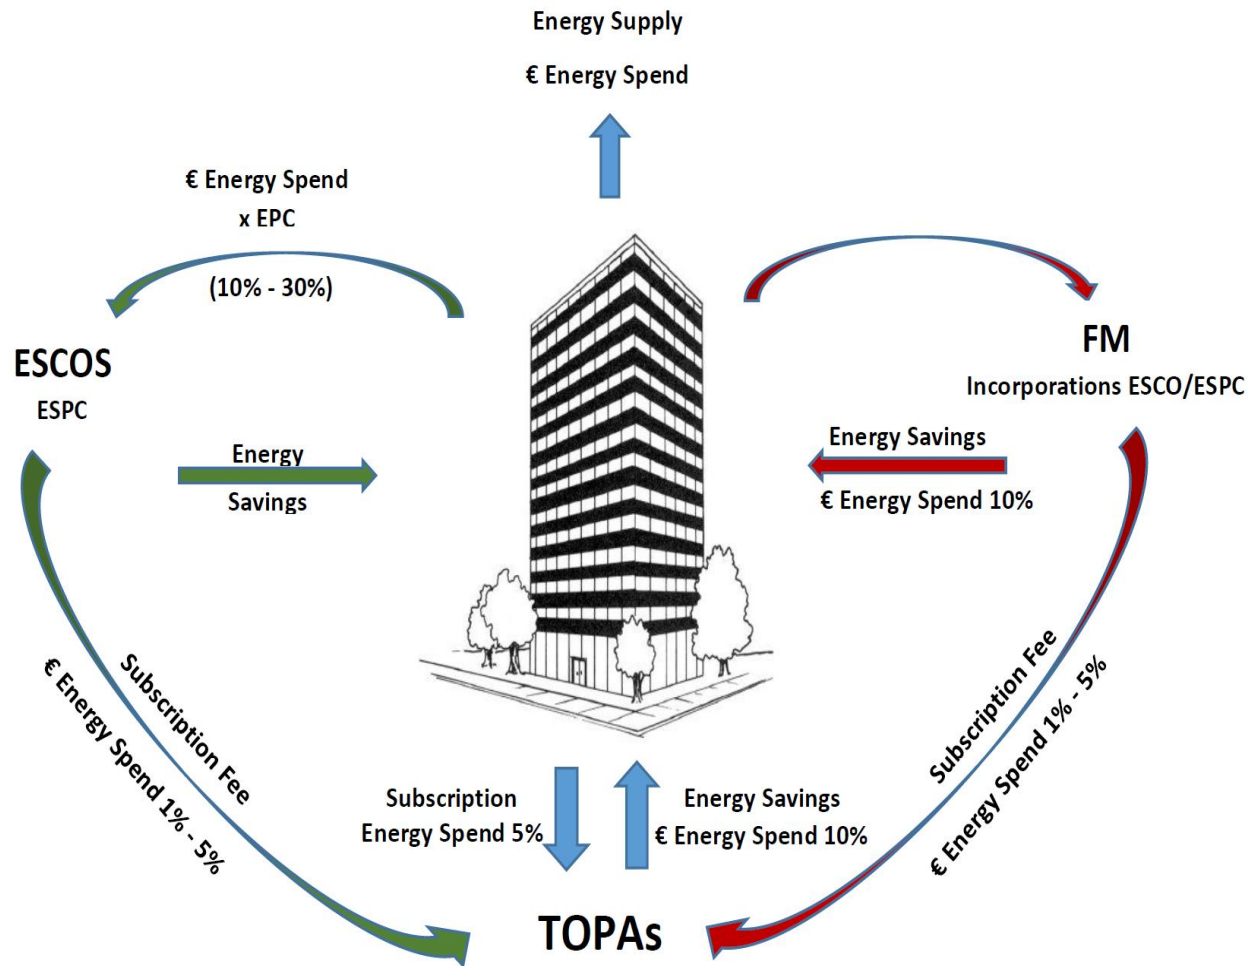 Energy Supply
€ Energy Spend
€ Energy Spend
x EPC
(10% - 30%)
ESCOS
ESPC
FM
Incorporations ESCO/ESPC
Energy
Savings
Energy Savings
€ Energy Spend 10%
Subscription Fee
€ Energy Spend 1% - 5%
Subscription Fee
€ Energy Spend 1% - 5%
Subscription
Energy Spend 5%
Energy Savings
€ Energy Spend 10%
TOPAs